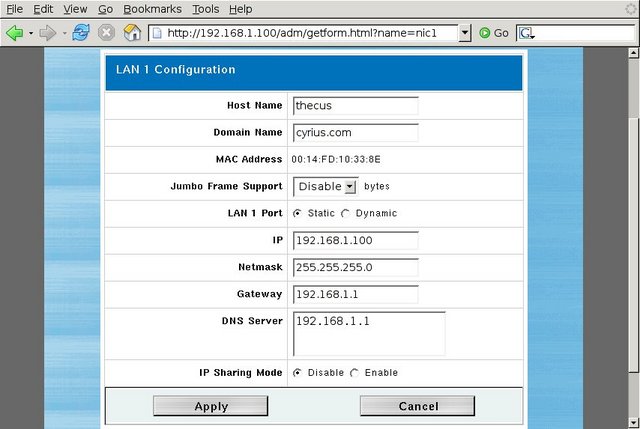 File Edit View Go Bookmarks Tools Help
http://192.168.1.100/adm/getform.html?name=nic1 Go G
LAN 1 Configuration
Host Name thecus
Domain Name cyrius.com
MAC Address 00:14:FD:10:33:8E
Jumbo Frame Support Disable bytes
LAN 1 Port Static Dynamic
IP 192.168.1.100
Netmask 255.255.255.0
Gateway 192.168.1.1
DNS Server 192.168.1.1
IP Sharing Mode Disable Enable
Apply Cancel